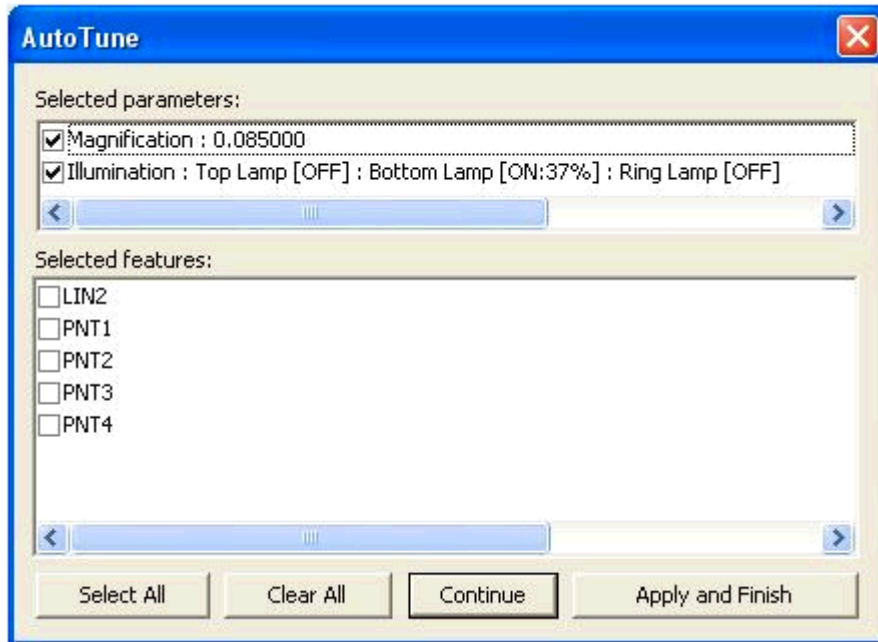 AutoTune
Selected parameters:
Magnification : 0.085000
Illumination : Top Lamp [OFF] : Bottom Lamp [ON:37%] : Ring Lamp [OFF]
Selected features:
LIN2
PNT1
PNT2
PNT3
PNT4
Select All Clear All Continue Apply and Finish